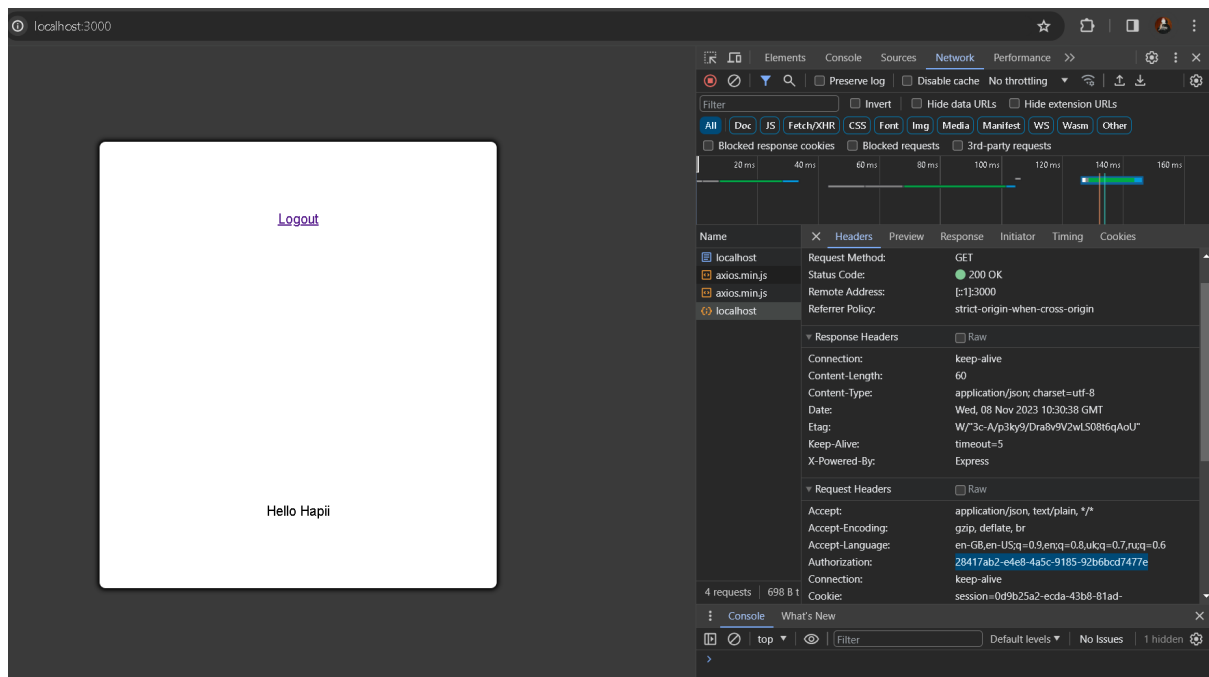 localhost:3000
Logout
Hello Hapii
Elements Console Sources Network Performance
Preserve log Disable cache No throttling
Filter Invert Hide data URLs Hide extension URLs
All Doc JS Fetch/XHR CSS Font Img Media Manifest WS Wasm Other
Blocked response cookies Blocked requests 3rd-party requests
20 ms 40 ms 60 ms 80 ms 100 ms 120 ms 140 ms 160 ms
Name
localhost
axios.min.js
axios.min.js
localhost
4 requests 698 B t
Headers Preview Response Initiator Timing Cookies
Request Method: GET
Status Code: 200 OK
Remote Address: [::1]:3000
Referrer Policy: strict-origin-when-cross-origin
Response Headers Raw
Connection: keep-alive
Content-Length: 60
Content-Type: application/json; charset=utf-8
Date: Wed, 08 Nov 2023 10:30:38 GMT
Etag: W/"3c-A/p3ky9/Dra8v9V2wLS08t6qAoU"
Keep-Alive: timeout=5
X-Powered-By: Express
Request Headers Raw
Accept: application/json, text/plain, */*
Accept-Encoding: gzip, deflate, br
Accept-Language: en-GB,en-US;q=0.9,en;q=0.8,uk;q=0.7,ru;q=0.6
Authorization: 28417ab2-e4e8-4a5c-9185-92b6bcd7477e
Connection: keep-alive
Cookie: session=0d9b25a2-ecda-43b8-81ad-
Console What's New
top Filter Default levels No Issues 1 hidden